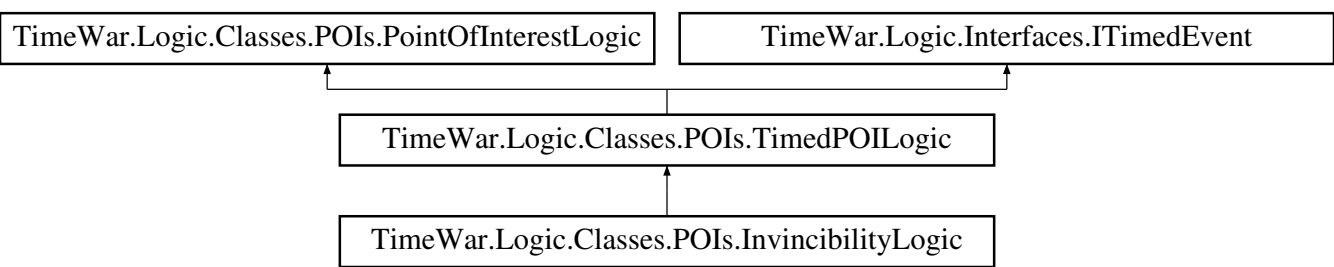 TimeWar.Logic.Classes.POIs.PointOfInterestLogic
TimeWar.Logic.Interfaces.ITimedEvent
TimeWar.Logic.Classes.POIs.TimedPOILogic
TimeWar.Logic.Classes.POIs.InvincibilityLogic